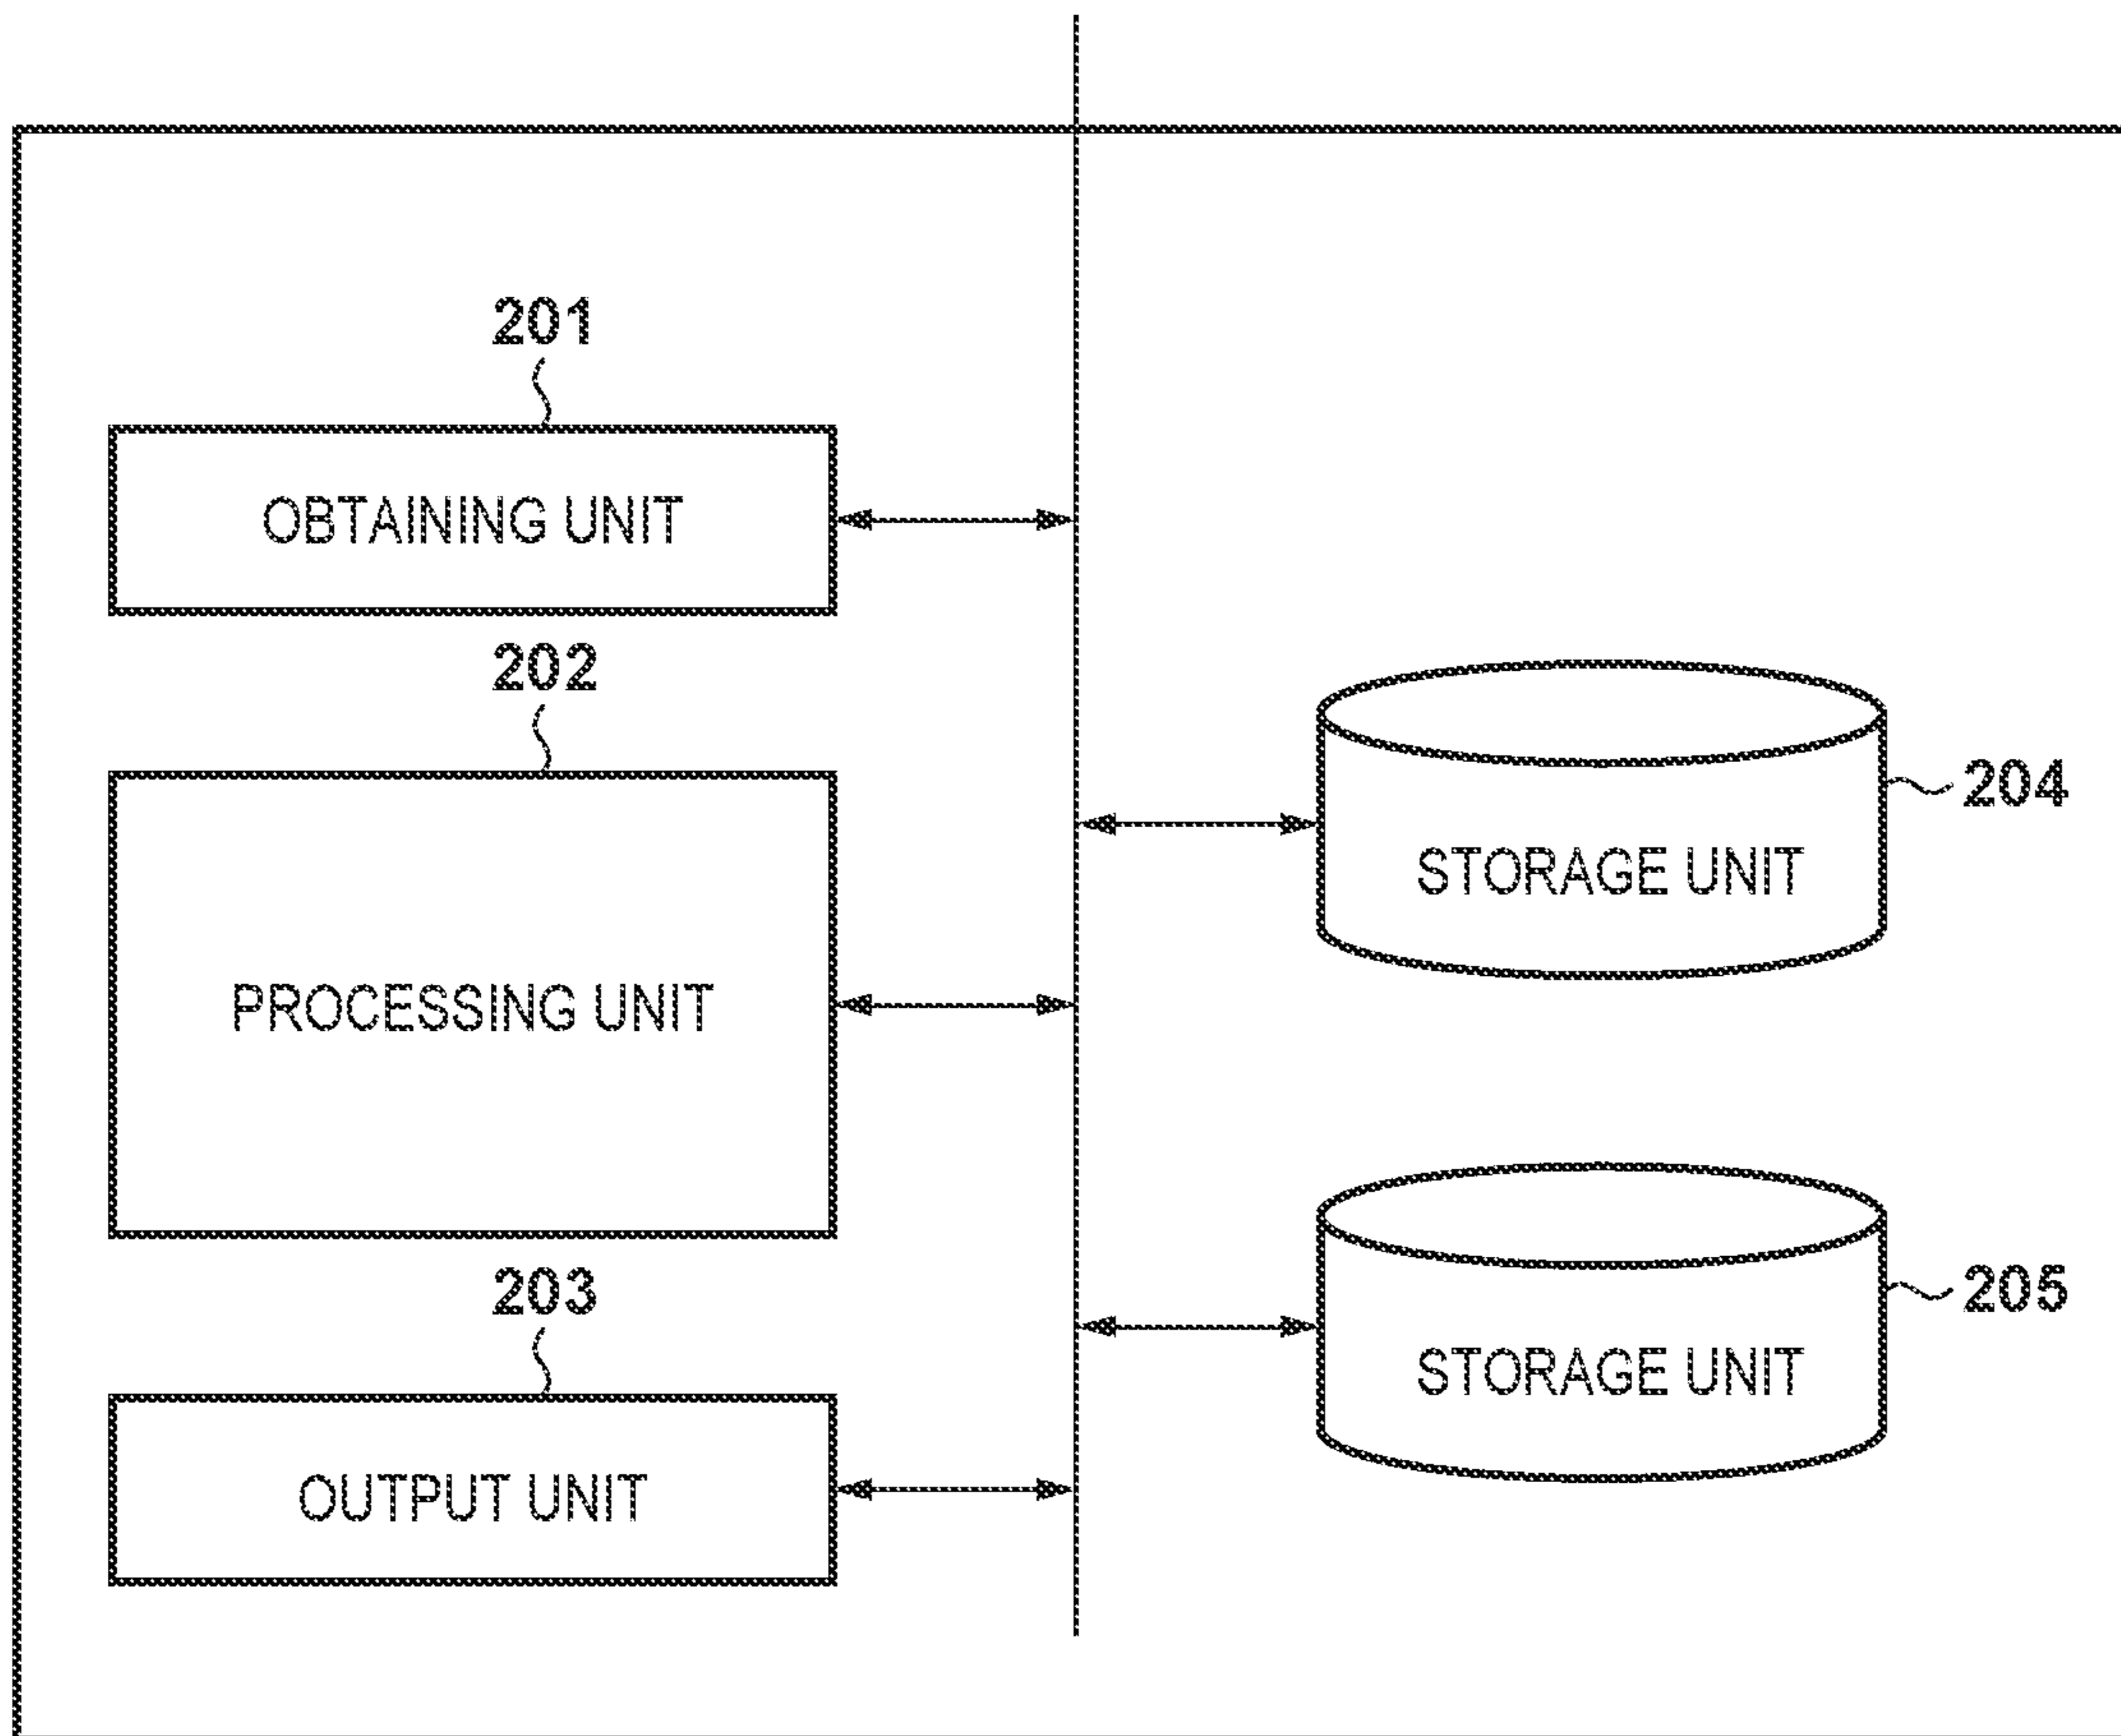 201
OBTAINING UNIT
202
PROCESSING UNIT
203
OUTPUT UNIT
204
STORAGE UNIT
205
STORAGE UNIT